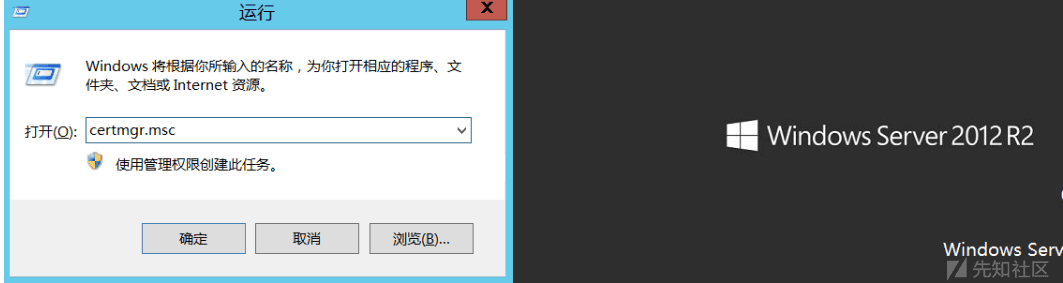 运行
X
Windows 将根据你所输入的名称，为你打开相应的程序、文
件夹、文档或 Internet 资源。
打开(O):
certmgr.msc
使用管理权限创建此任务。
确定
取消
浏览(B)...
Windows Server 2012 R2
Windows Serv
先知社区